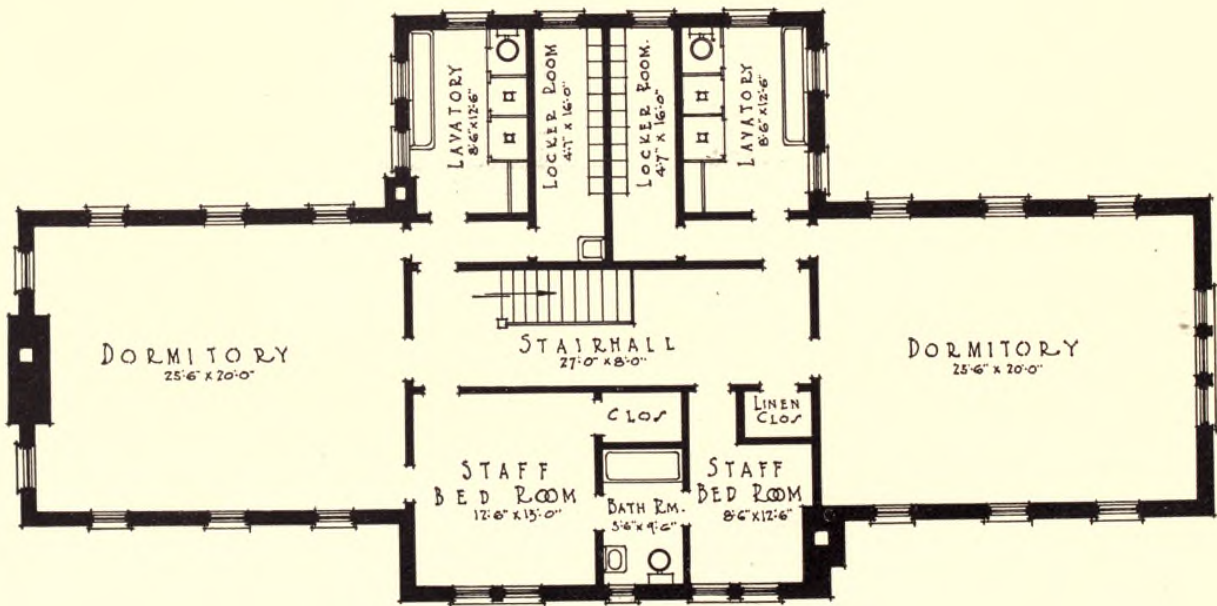 LAVATORY
8'-6" x 12'-6"
LOCKER ROOM
4'-7" x 16'-0"
LOCKER ROOM.
4'-7" x 16'-0"
LAVATORY
8'-6" x 12'-6"
DORMITORY
25'-6" x 20'-0"
STAIRHALL
27'-0" x 8'-0"
DORMITORY
25'-6" x 20'-0"
CLOS
LINEN
CLOS
STAFF
BED ROOM
12'-6" x 13'-0"
BATH RM.
5'-6" x 9'-6"
STAFF
BED ROOM
8'-6" x 12'-6"